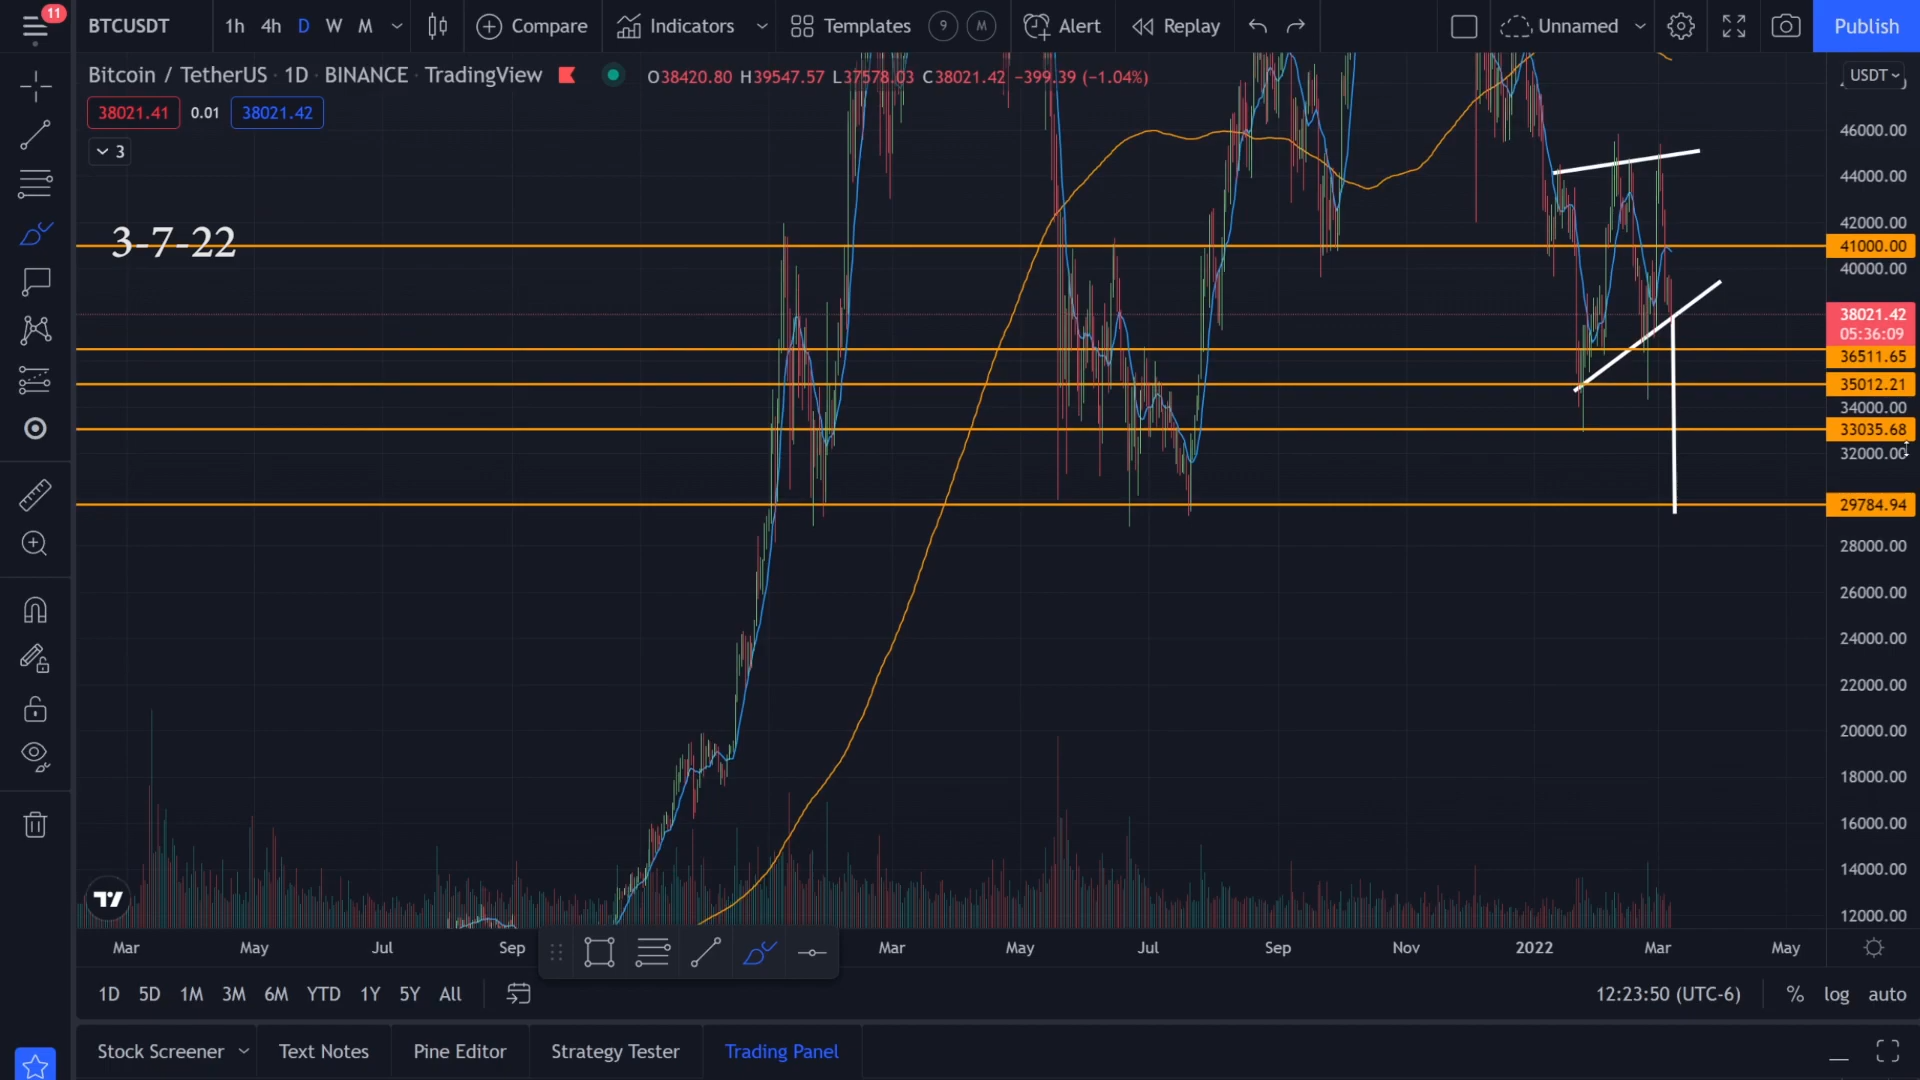 11
BTCUSDT
1h 4h D W M
Compare
Indicators
Templates
9 M
Alert
Replay
Unnamed
Publish
Bitcoin / TetherUS · 1D · BINANCE · TradingView
O38420.80 H39547.57 L37578.03 C38021.42 −399.39 (−1.04%)
USDT
38021.41 0.01 38021.42
3
3-7-22
46000.00
44000.00
42000.00
41000.00
40000.00
38021.42
05:36:09
36511.65
35012.21
34000.00
33035.68
32000.00
29784.94
28000.00
26000.00
24000.00
22000.00
20000.00
18000.00
16000.00
14000.00
12000.00
Mar May Jul Sep Mar May Jul Sep Nov 2022 Mar May
1D 5D 1M 3M 6M YTD 1Y 5Y All
12:23:50 (UTC-6) % log auto
Stock Screener Text Notes Pine Editor Strategy Tester Trading Panel